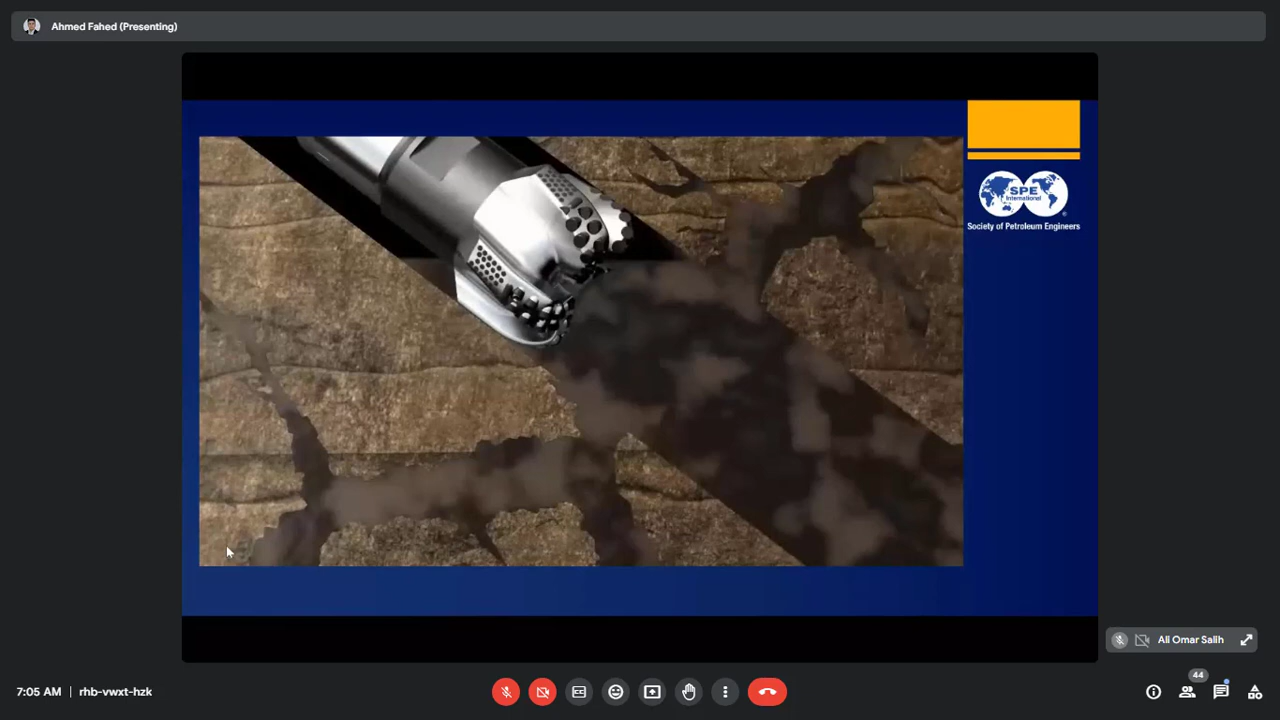 Ahmed Fahed (Presenting)
SPE
International
Society of Petroleum Engineers
Ali Omar Salih
44
7:05 AM | rhb-vwxt-hzk